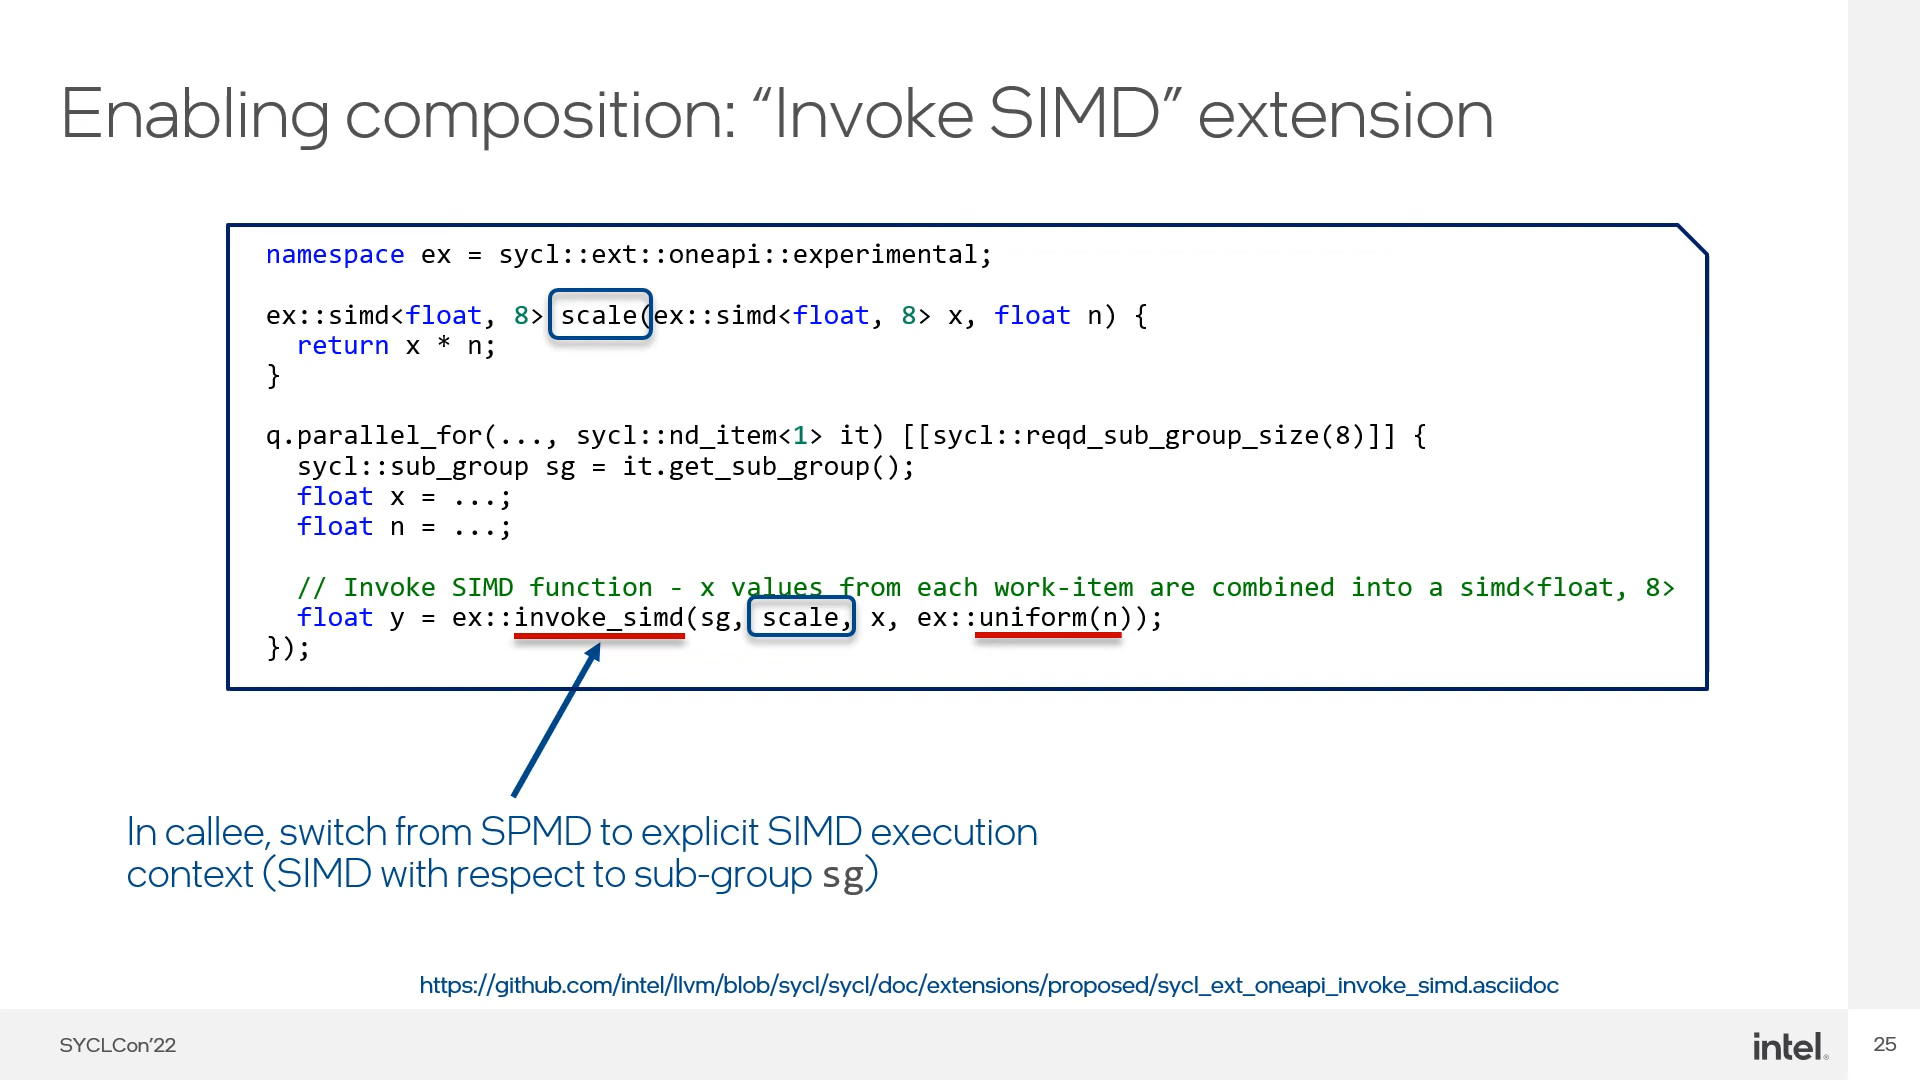 Enabling composition: “Invoke SIMD” extension
namespace ex = sycl::ext::oneapi::experimental;
ex::simd<float, 8> scale(ex::simd<float, 8> x, float n) {
  return x * n;
}
q.parallel_for(..., sycl::nd_item<1> it) [[sycl::reqd_sub_group_size(8)]] {
  sycl::sub_group sg = it.get_sub_group();
  float x = ...;
  float n = ...;
  // Invoke SIMD function - x values from each work-item are combined into a simd<float, 8>
  float y = ex::invoke_simd(sg, scale, x, ex::uniform(n));
});
In callee, switch from SPMD to explicit SIMD execution
context (SIMD with respect to sub-group sg)
https://github.com/intel/llvm/blob/sycl/sycl/doc/extensions/proposed/sycl_ext_oneapi_invoke_simd.asciidoc
SYCLCon’22
intel.
25